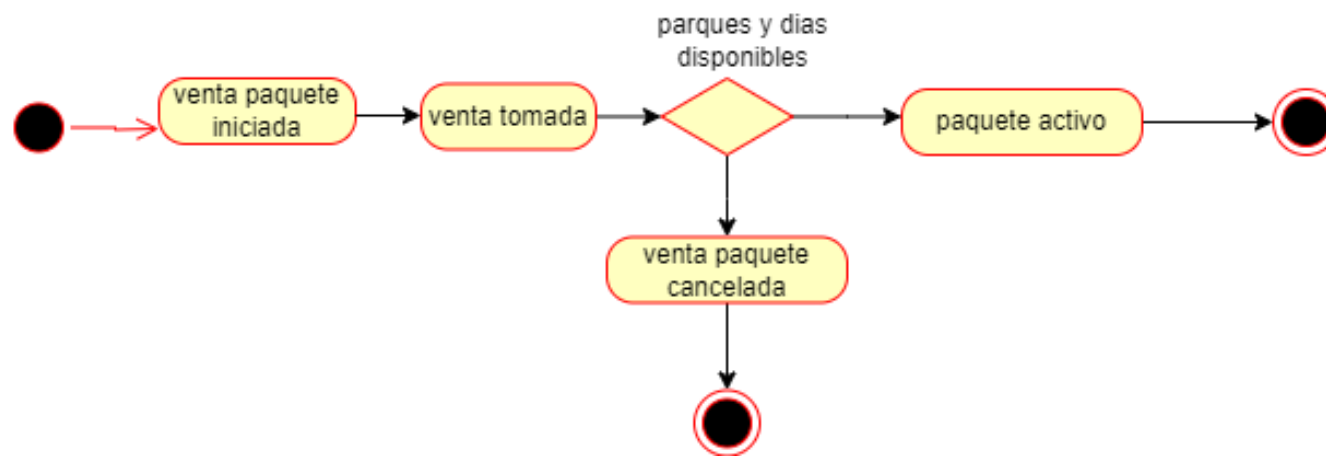 parques y dias
disponibles
venta paquete
iniciada
venta tomada
paquete activo
venta paquete
cancelada